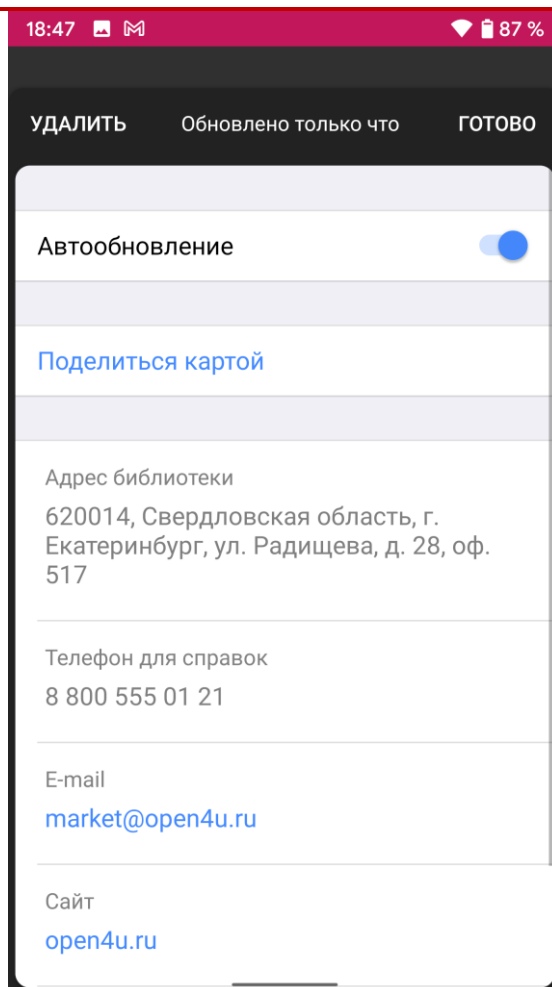 18:47 87 %
УДАЛИТЬ Обновлено только что ГОТОВО
Автообновление
Поделиться картой
Адрес библиотеки
620014, Свердловская область, г.
Екатеринбург, ул. Радищева, д. 28, оф.
517
Телефон для справок
8 800 555 01 21
E-mail
market@open4u.ru
Сайт
open4u.ru